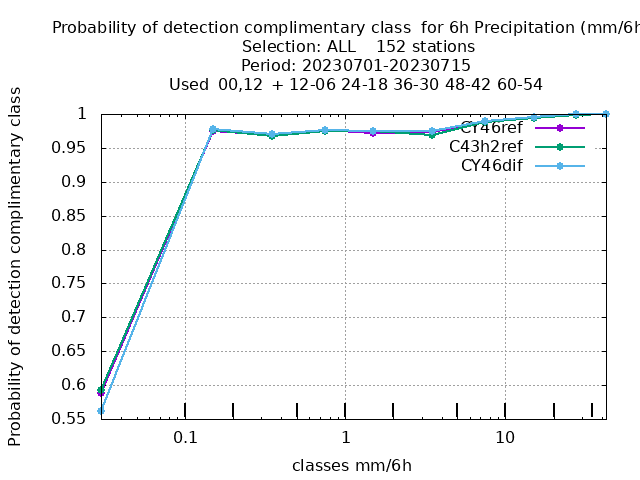 Probability of detection complimentary class  for 6h Precipitation (mm/6h
Selection: ALL    152 stations
Period: 20230701-20230715
Used  00,12  + 12-06 24-18 36-30 48-42 60-54
Probability of detection complimentary class
1
0.95
0.9
0.85
0.8
0.75
0.7
0.65
0.6
0.55
CY46ref
C43h2ref
CY46dif
0.1
1
10
classes mm/6h